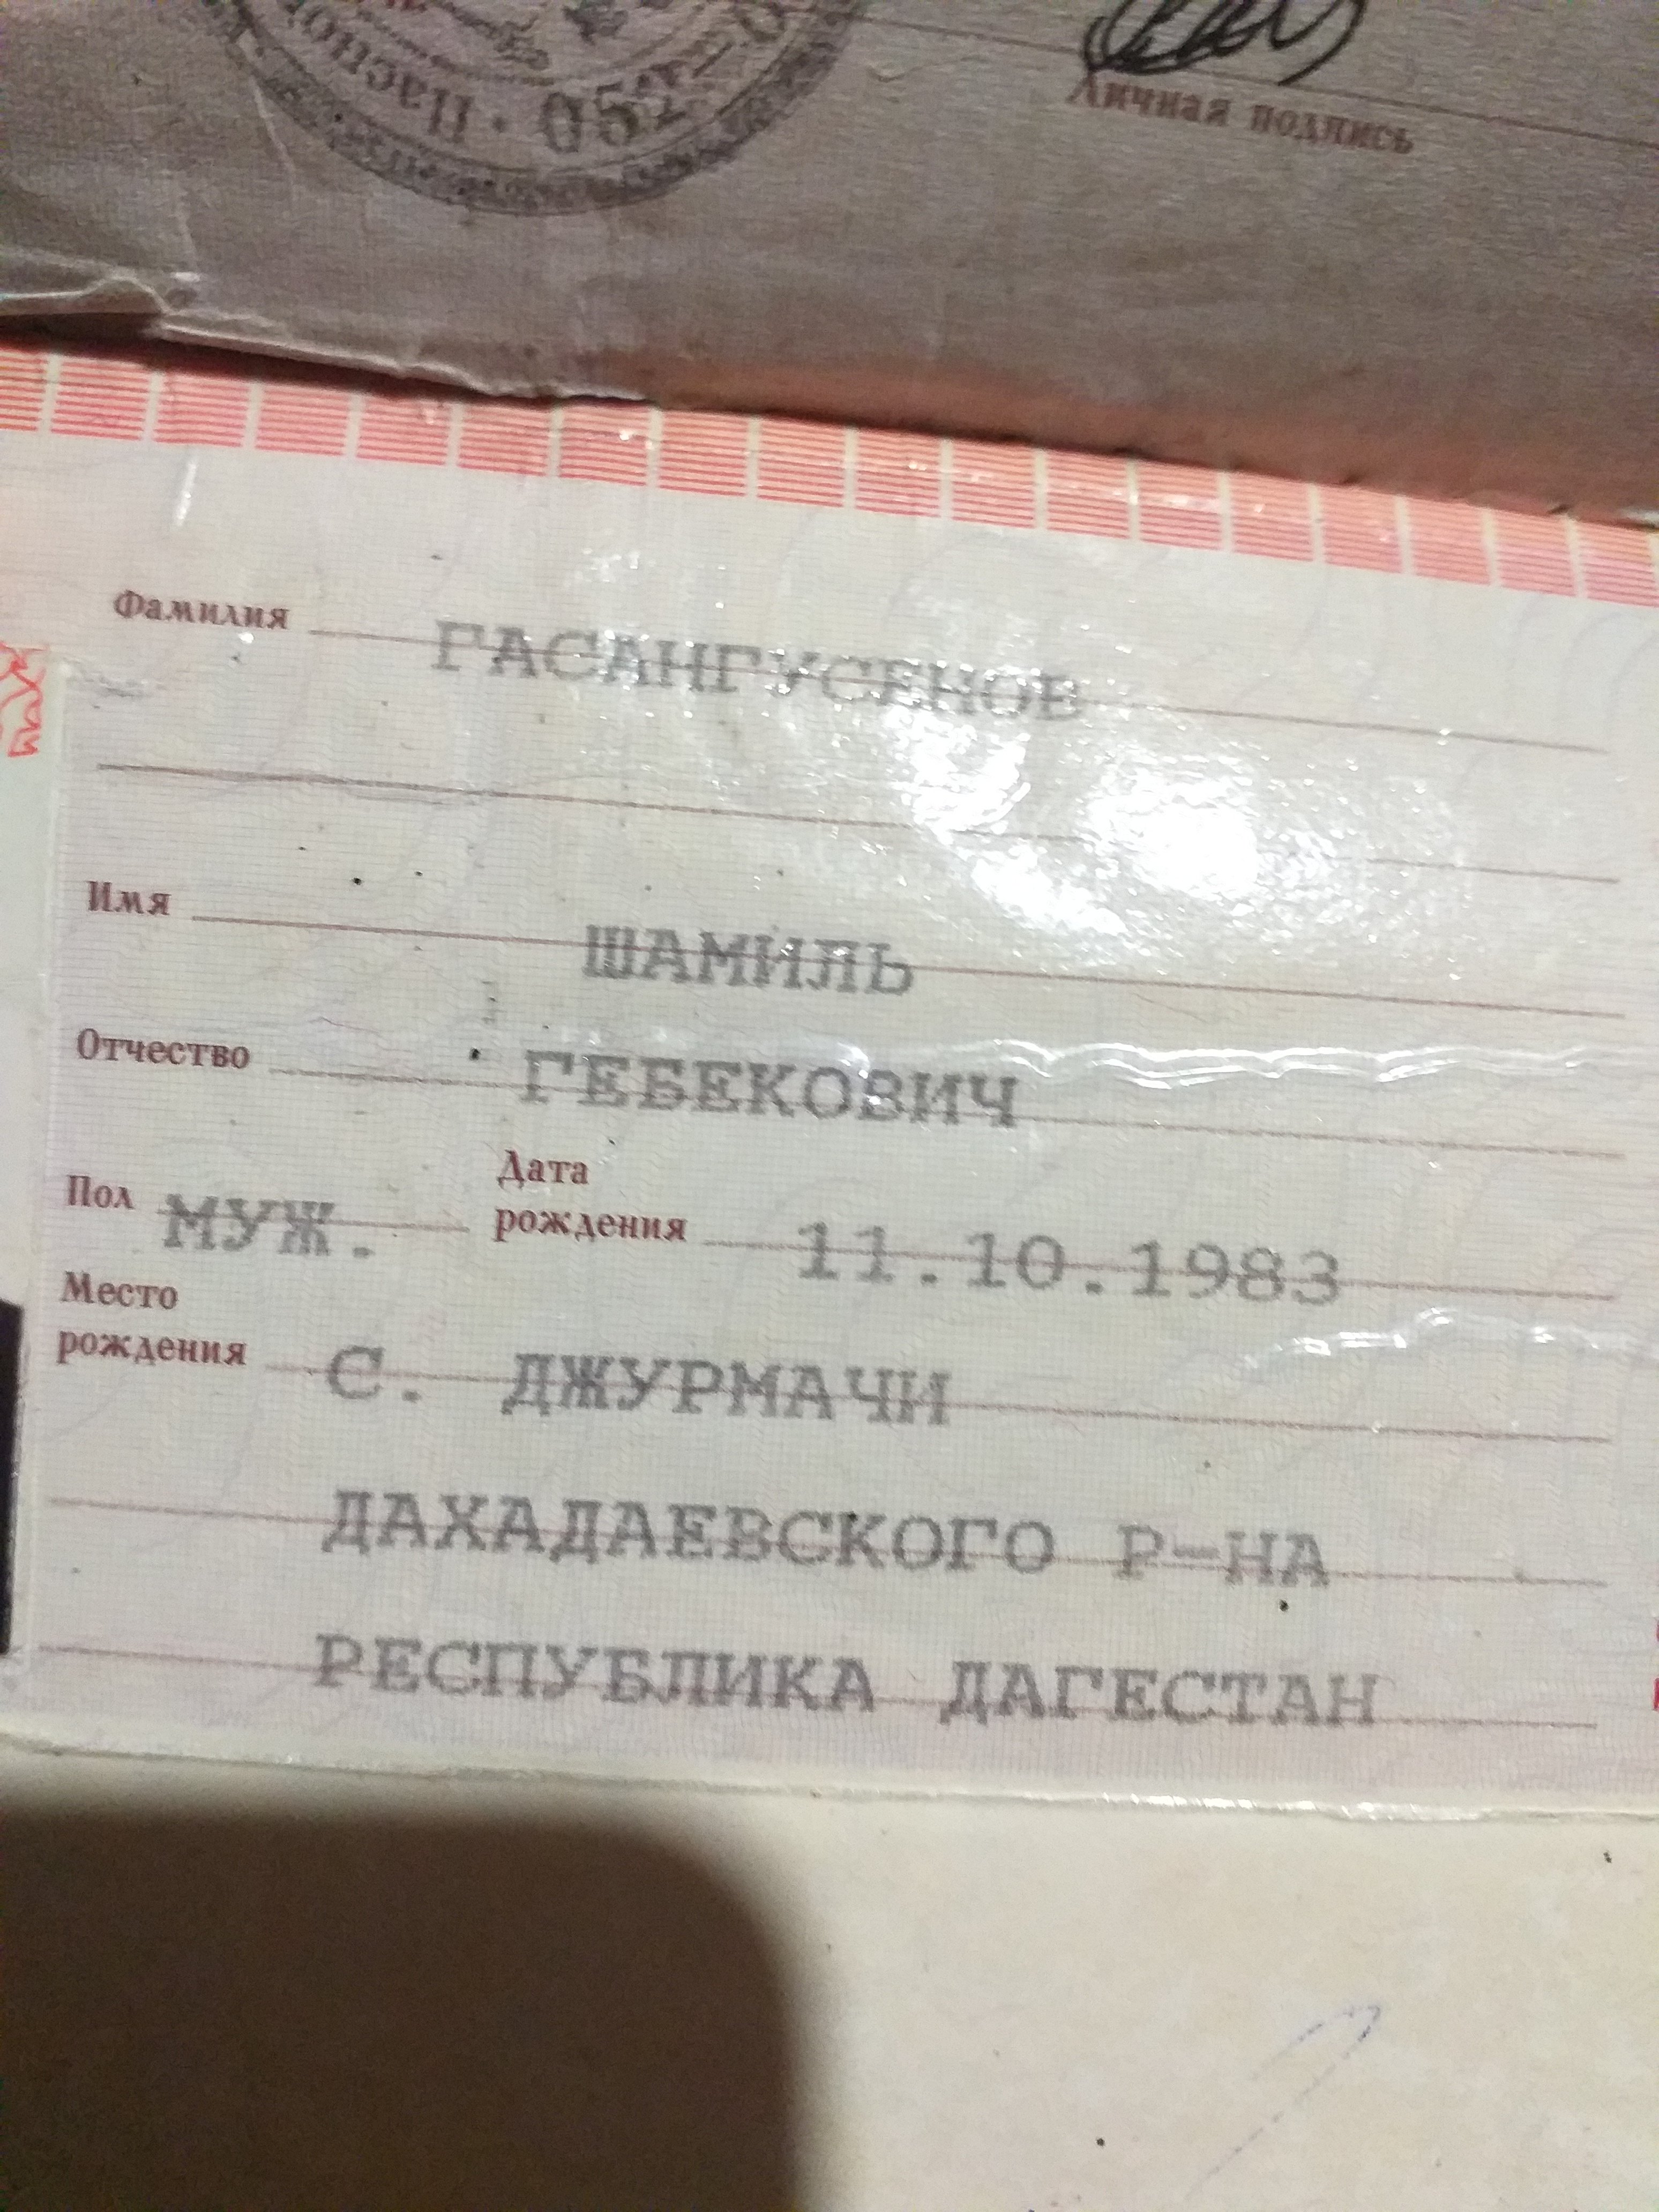 Личная подпись
Фамилия ГАСАНГУСЕНОВ
Имя ШАМИЛЬ
Отчество ГЕБЕКОВИЧ
Пол МУЖ. Дата рождения 11.10.1983
Место рождения С. ДЖУРМАЧИ
ДАХАДАЕВСКОГО Р-НА
РЕСПУБЛИКА ДАГЕСТАН